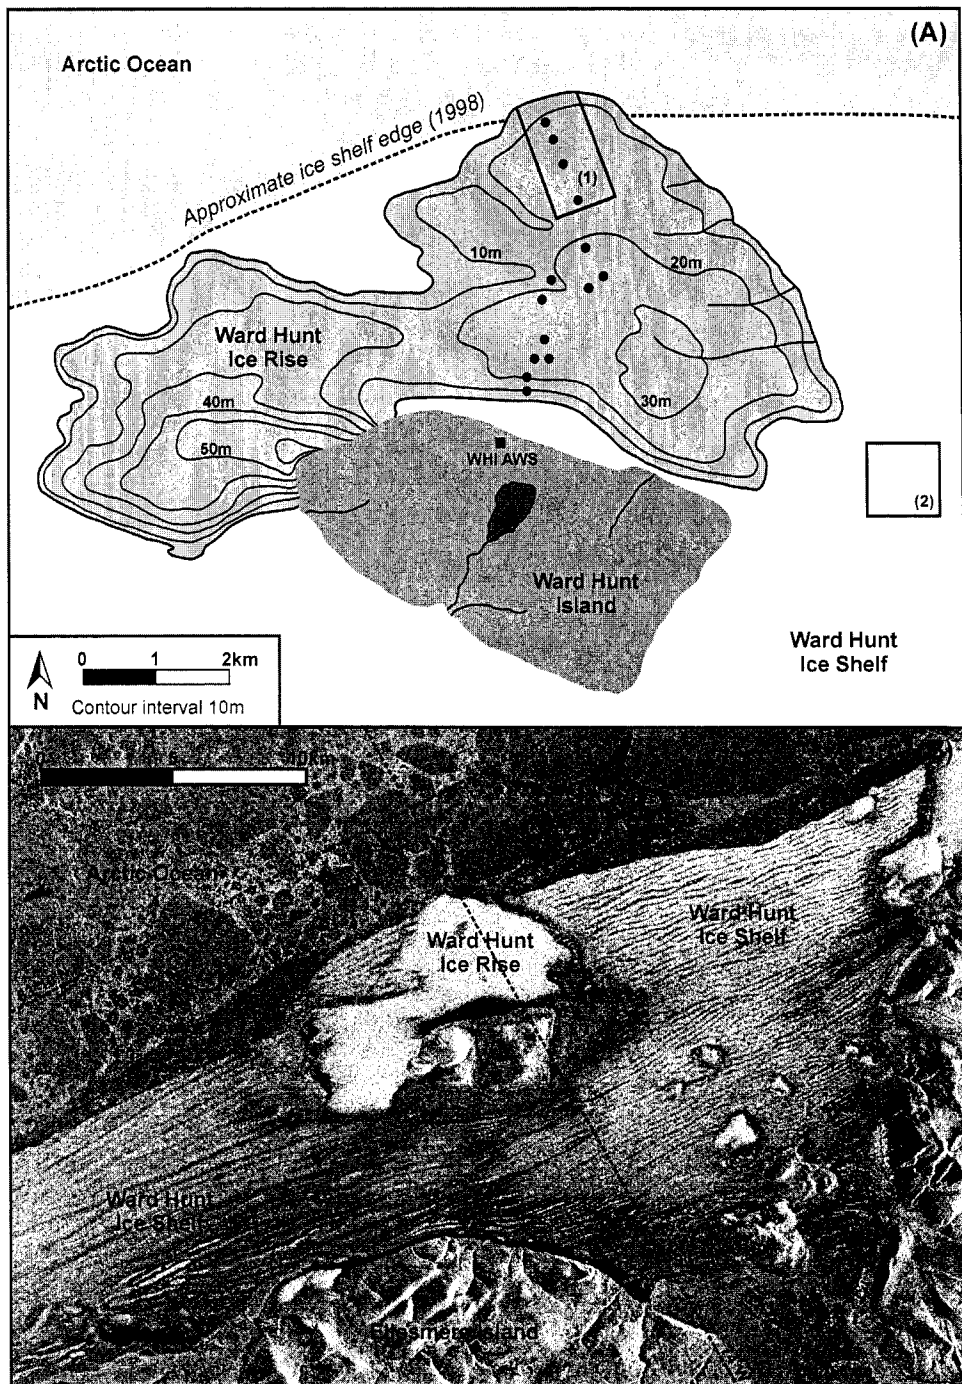 (A)
Arctic Ocean
Approximate ice shelf edge (1998)
(1)
10m
20m
Ward Hunt
Ice Rise
40m
30m
50m
WHI AWS
(2)
Ward Hunt
Island
Ward Hunt
Ice Shelf
0 1 2km
N
Contour interval 10m
Arctic Ocean
Ward Hunt
Ice Rise
Ward Hunt
Ice Shelf
Ward Hunt
Ice Shelf
Ellesmere Island